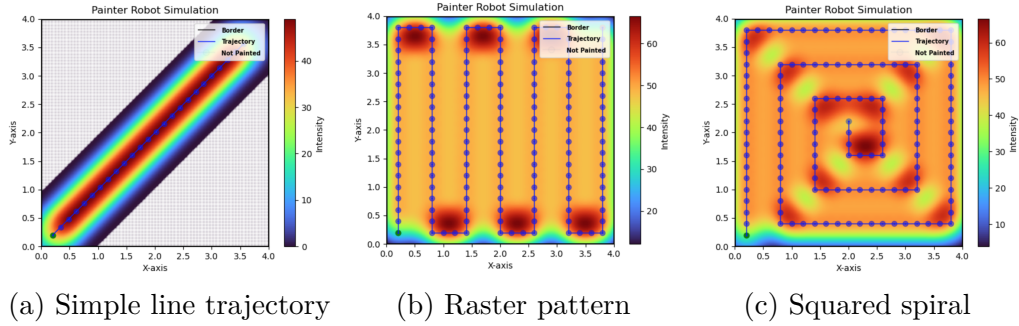 Painter Robot Simulation
Border
Trajectory
Not Painted
Y-axis
4.0
3.5
3.0
2.5
2.0
1.5
1.0
0.5
0.0
0.0 0.5 1.0 1.5 2.0 2.5 3.0 3.5 4.0
X-axis
40
30
20
10
0
Intensity
(a) Simple line trajectory
Painter Robot Simulation
Border
Trajectory
Not Painted
Y-axis
4.0
3.5
3.0
2.5
2.0
1.5
1.0
0.5
0.0
0.0 0.5 1.0 1.5 2.0 2.5 3.0 3.5 4.0
X-axis
60
50
40
30
20
Intensity
(b) Raster pattern
Painter Robot Simulation
Border
Trajectory
Not Painted
Y-axis
4.0
3.5
3.0
2.5
2.0
1.5
1.0
0.5
0.0
0.0 0.5 1.0 1.5 2.0 2.5 3.0 3.5 4.0
X-axis
60
50
40
30
20
10
Intensity
(c) Squared spiral